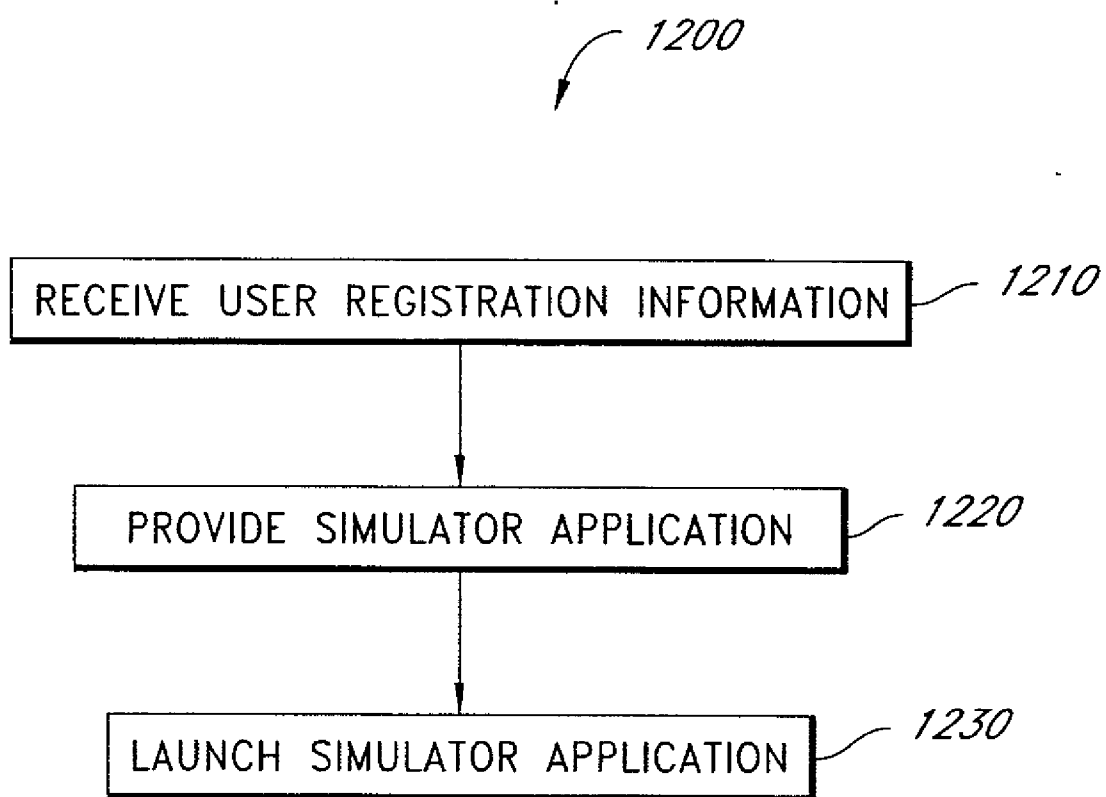 1200
RECEIVE USER REGISTRATION INFORMATION
1210
PROVIDE SIMULATOR APPLICATION
1220
LAUNCH SIMULATOR APPLICATION
1230